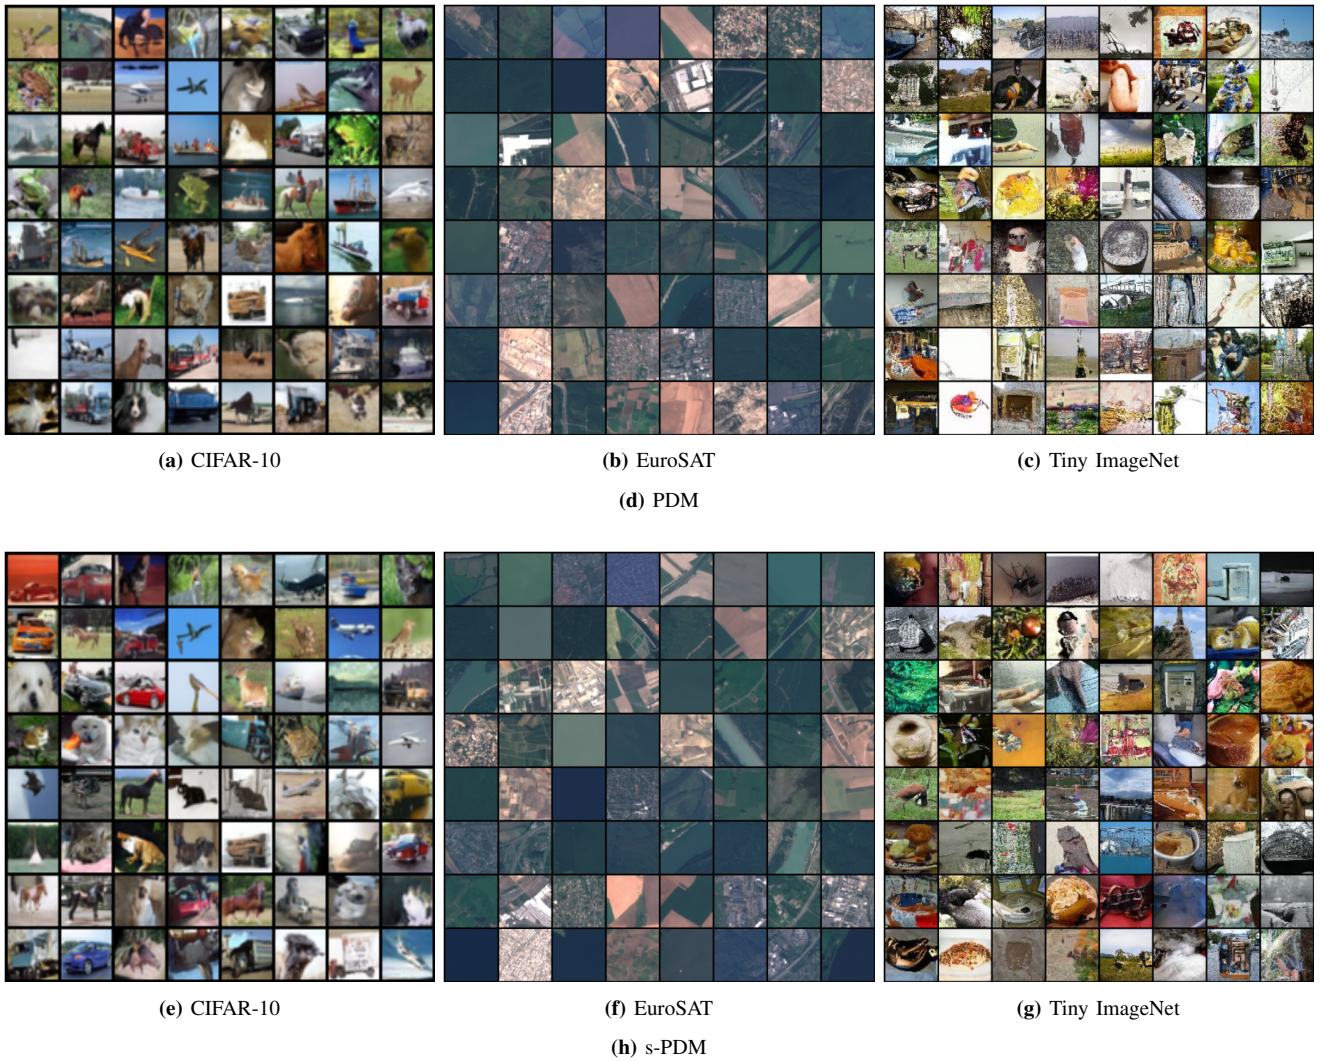 (a) CIFAR-10
(b) EuroSAT
(c) Tiny ImageNet
(d) PDM
(e) CIFAR-10
(f) EuroSAT
(g) Tiny ImageNet
(h) s-PDM